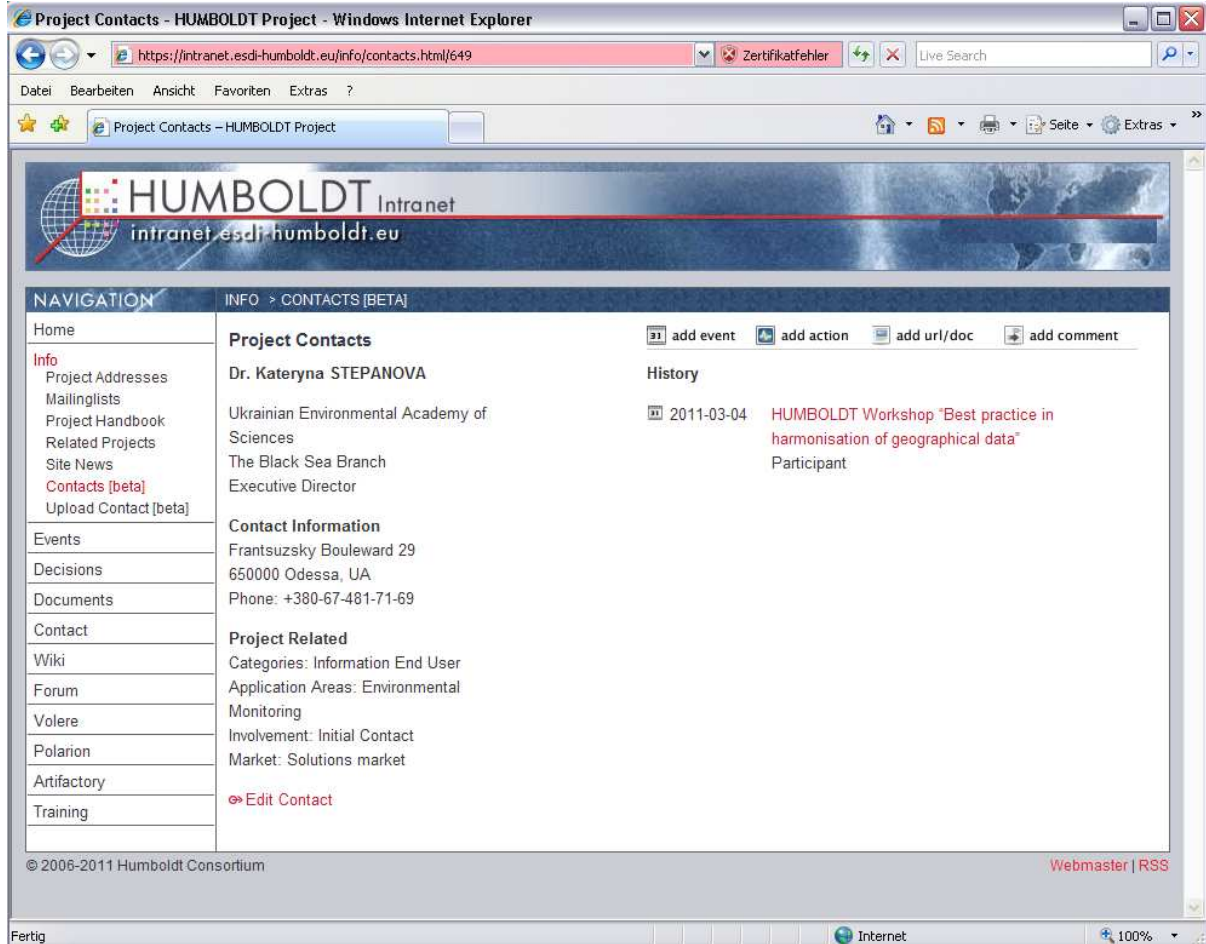 Project Contacts - HUMBOLDT Project - Windows Internet Explorer
https://intranet.esdi-humboldt.eu/info/contacts.html/649
Zertifikatfehler
Live Search
Datei Bearbeiten Ansicht Favoriten Extras ?
Project Contacts – HUMBOLDT Project
Seite
Extras
»
HUMBOLDT Intranet
intranet.esdi-humboldt.eu
NAVIGATION
INFO > CONTACTS [BETA]
Home
Info
Project Addresses
Mailinglists
Project Handbook
Related Projects
Site News
Contacts [beta]
Upload Contact [beta]
Events
Decisions
Documents
Contact
Wiki
Forum
Volere
Polarion
Artifactory
Training
Project Contacts
Dr. Kateryna STEPANOVA
Ukrainian Environmental Academy of
Sciences
The Black Sea Branch
Executive Director
Contact Information
Frantsuzsky Bouleward 29
650000 Odessa, UA
Phone: +380-67-481-71-69
Project Related
Categories: Information End User
Application Areas: Environmental
Monitoring
Involvement: Initial Contact
Market: Solutions market
Edit Contact
31 add event add action add url/doc add comment
History
31 2011-03-04 HUMBOLDT Workshop "Best practice in
harmonisation of geographical data"
Participant
© 2006-2011 Humboldt Consortium
Webmaster | RSS
Fertig
Internet
100%